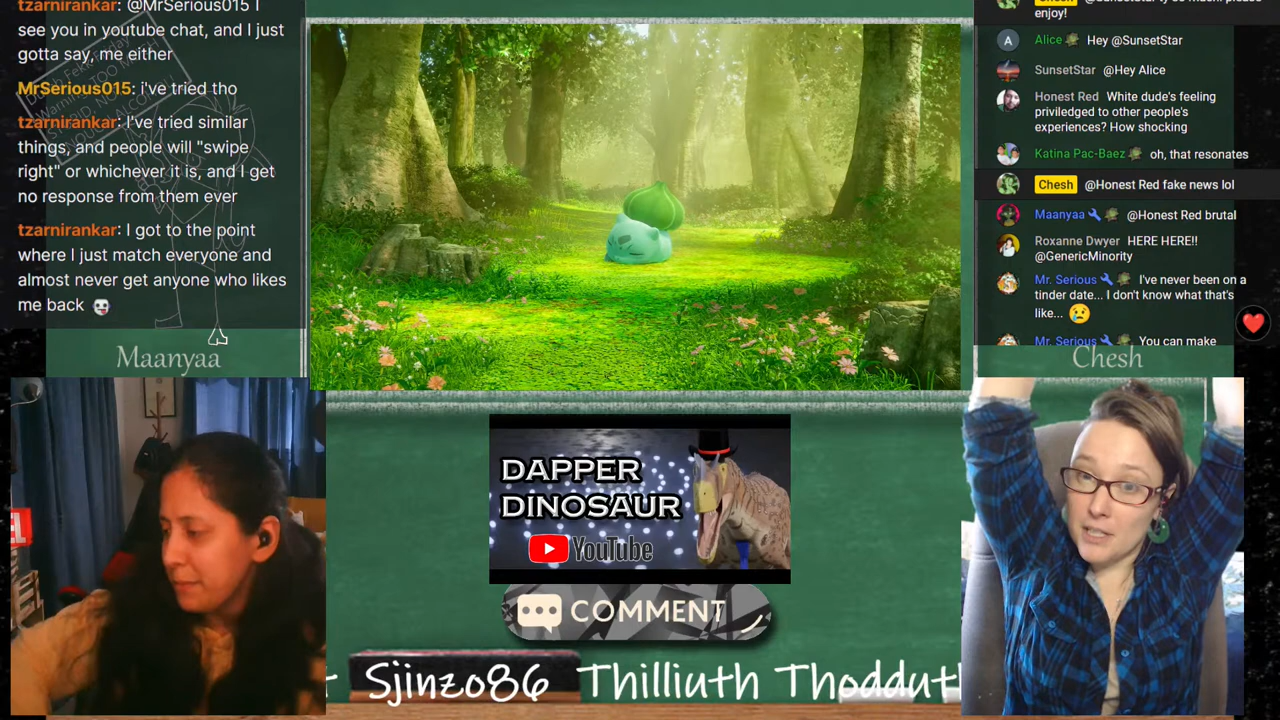 tzarnirankar: @MrSerious015 I
see you in youtube chat, and I just
gotta say, me either
MrSerious015: i've tried tho
tzarnirankar: I've tried similar
things, and people will "swipe
right" or whichever it is, and I get
no response from them ever
tzarnirankar: I got to the point
where I just match everyone and
almost never get anyone who likes
me back
Maanyaa
enjoy!
A Alice Hey @SunsetStar
SunsetStar @Hey Alice
Honest Red White dude's feeling
priviledged to other people's
experiences? How shocking
Katina Pac-Baez oh, that resonates
Chesh @Honest Red fake news lol
Maanyaa @Honest Red brutal
Roxanne Dwyer HERE HERE!!
@GenericMinority
Mr. Serious I've never been on a
tinder date... I don't know what that's
like...
Mr. Serious You can make
Chesh
DAPPER
DINOSAUR
YouTube
COMMENT
Sjinzo86 Thilliuth Thodduth